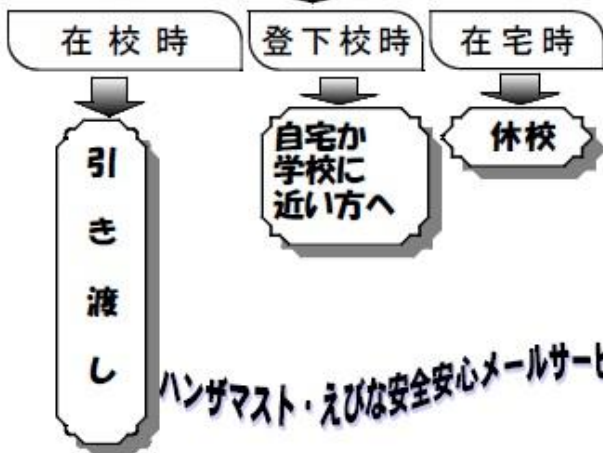 在校時
登下校時
在宅時
引き渡し
自宅か
学校に
近い方へ
休校
ハンザマスト・えびな安全安心メールサービ